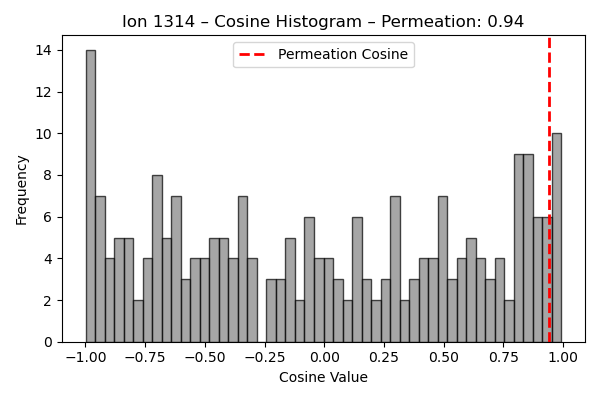 Ion 1314 – Cosine Histogram – Permeation: 0.94
Permeation Cosine
14
12
10
8
6
4
2
0
Frequency
−1.00 −0.75 −0.50 −0.25 0.00 0.25 0.50 0.75 1.00
Cosine Value